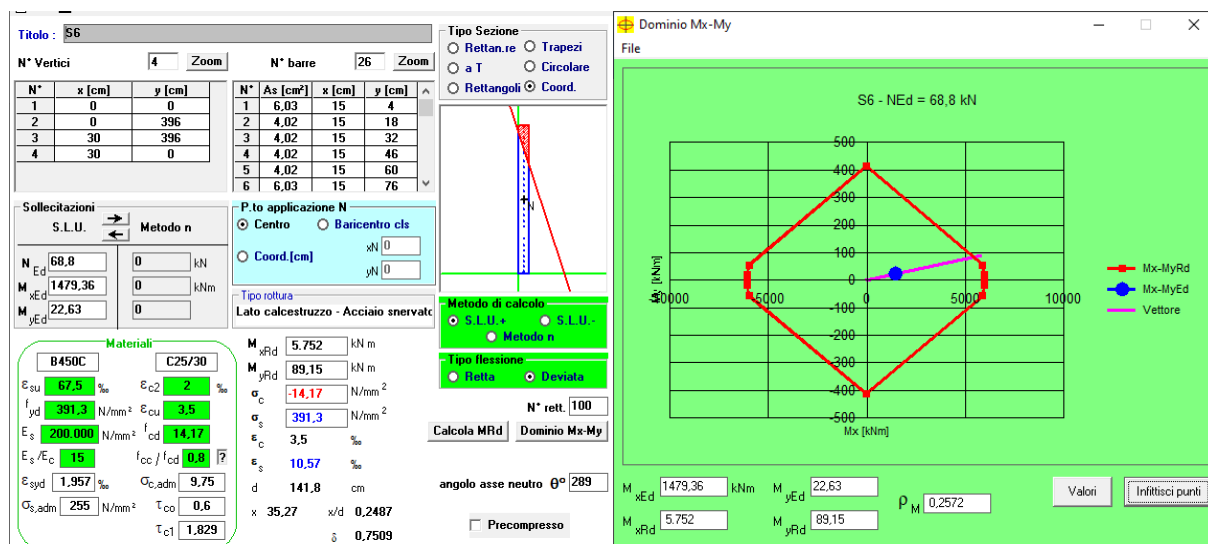 Titolo : S6
N* Vertici 4 Zoom N* barre 26 Zoom
N* x [cm] y [cm]
1 0 0
2 0 396
3 30 396
4 30 0
N* As [cm²] x [cm] y [cm]
1 6,03 15 4
2 4,02 15 18
3 4,02 15 32
4 4,02 15 46
5 4,02 15 60
6 6,03 15 76
Tipo Sezione
Rettan.re Trapezi
a T Circolare
Rettangoli Coord.
Sollecitazioni
S.L.U. Metodo n
N Ed 68,8 0 kN
M xEd 1479,36 0 kNm
M yEd 22,63 0
P.to applicazione N
Centro Baricentro cls
Coord.[cm] xN 0
yN 0
N
Tipo rottura
Lato calcestruzzo - Acciaio snervato
Metodo di calcolo
S.L.U.+ S.L.U.-
Metodo n
Tipo flessione
Retta Deviata
N* rett. 100
Calcola MRd Dominio Mx-My
angolo asse neutro θ° 289
Precompresso
Materiali
B450C C25/30
εsu 67,5 ‰ εc2 2 ‰
fyd 391,3 N/mm² εcu 3,5
Es 200.000 N/mm² fcd 14,17
Es/Ec 15 fcc/fcd 0,8 ?
εsyd 1,957 ‰ σc,adm 9,75
σs,adm 255 N/mm² τco 0,6
τc1 1,829
M xRd 5.752 kN m
M yRd 89,15 kN m
σc -14,17 N/mm²
σs 391,3 N/mm²
εc 3,5 ‰
εs 10,57 ‰
d 141,8 cm
x 35,27 x/d 0,2487
δ 0,7509
Dominio Mx-My
File
S6 - NEd = 68,8 kN
500
400
300
200
100
0
-100
-200
-300
-400
-500
5000 0 5000 10000
[kNm]
Mx [kNm]
Mx-MyRd
Mx-MyEd
Vettore
M xEd 1479,36 kNm M yEd 22,63
M xRd 5.752 M yRd 89,15
ρ M 0,2572
Valori Infittisci punti